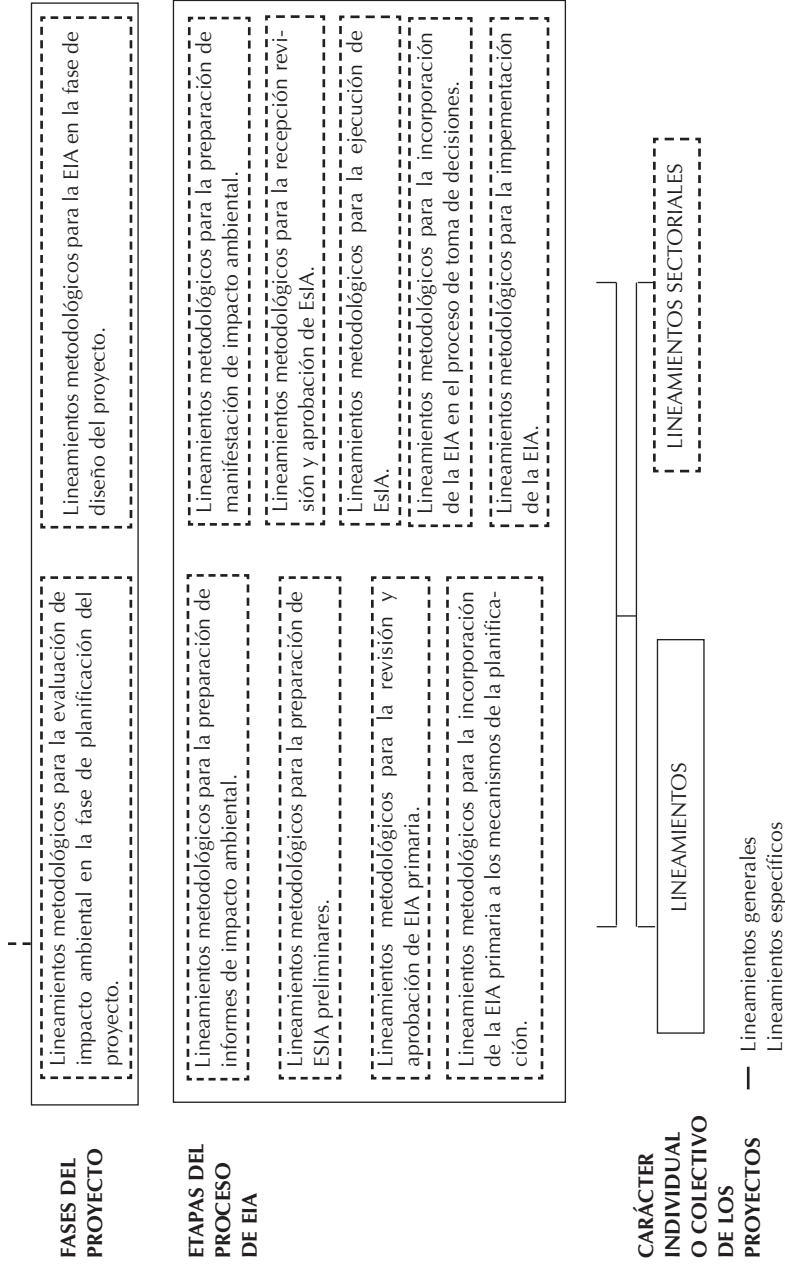 FASES DEL
PROYECTO
Lineamientos metodológicos para la evaluación de
impacto ambiental en la fase de planificación del
proyecto.
Lineamientos metodológicos para la EIA en la fase de
diseño del proyecto.
ETAPAS DEL
PROCESO
DE EIA
Lineamientos metodológicos para la preparación de
informes de impacto ambiental.
Lineamientos metodológicos para la preparación de
ESIA preliminares.
Lineamientos metodológicos para la revisión y
aprobación de EIA primaria.
Lineamientos metodológicos para la incorporación
de la EIA primaria a los mecanismos de la planifica-
ción.
Lineamientos metodológicos para la preparación de
manifestación de impacto ambiental.
Lineamientos metodológicos para la recepción revi-
sión y aprobación de EsIA.
Lineamientos metodológicos para la ejecución de
EsIA.
Lineamientos metodológicos para la incorporación
de la EIA en el proceso de toma de decisiones.
Lineamientos metodológicos para la impementación
de la EIA.
CARÁCTER
INDIVIDUAL
O COLECTIVO
DE LOS
PROYECTOS
LINEAMIENTOS
LINEAMIENTOS SECTORIALES
Lineamientos generales
Lineamientos específicos